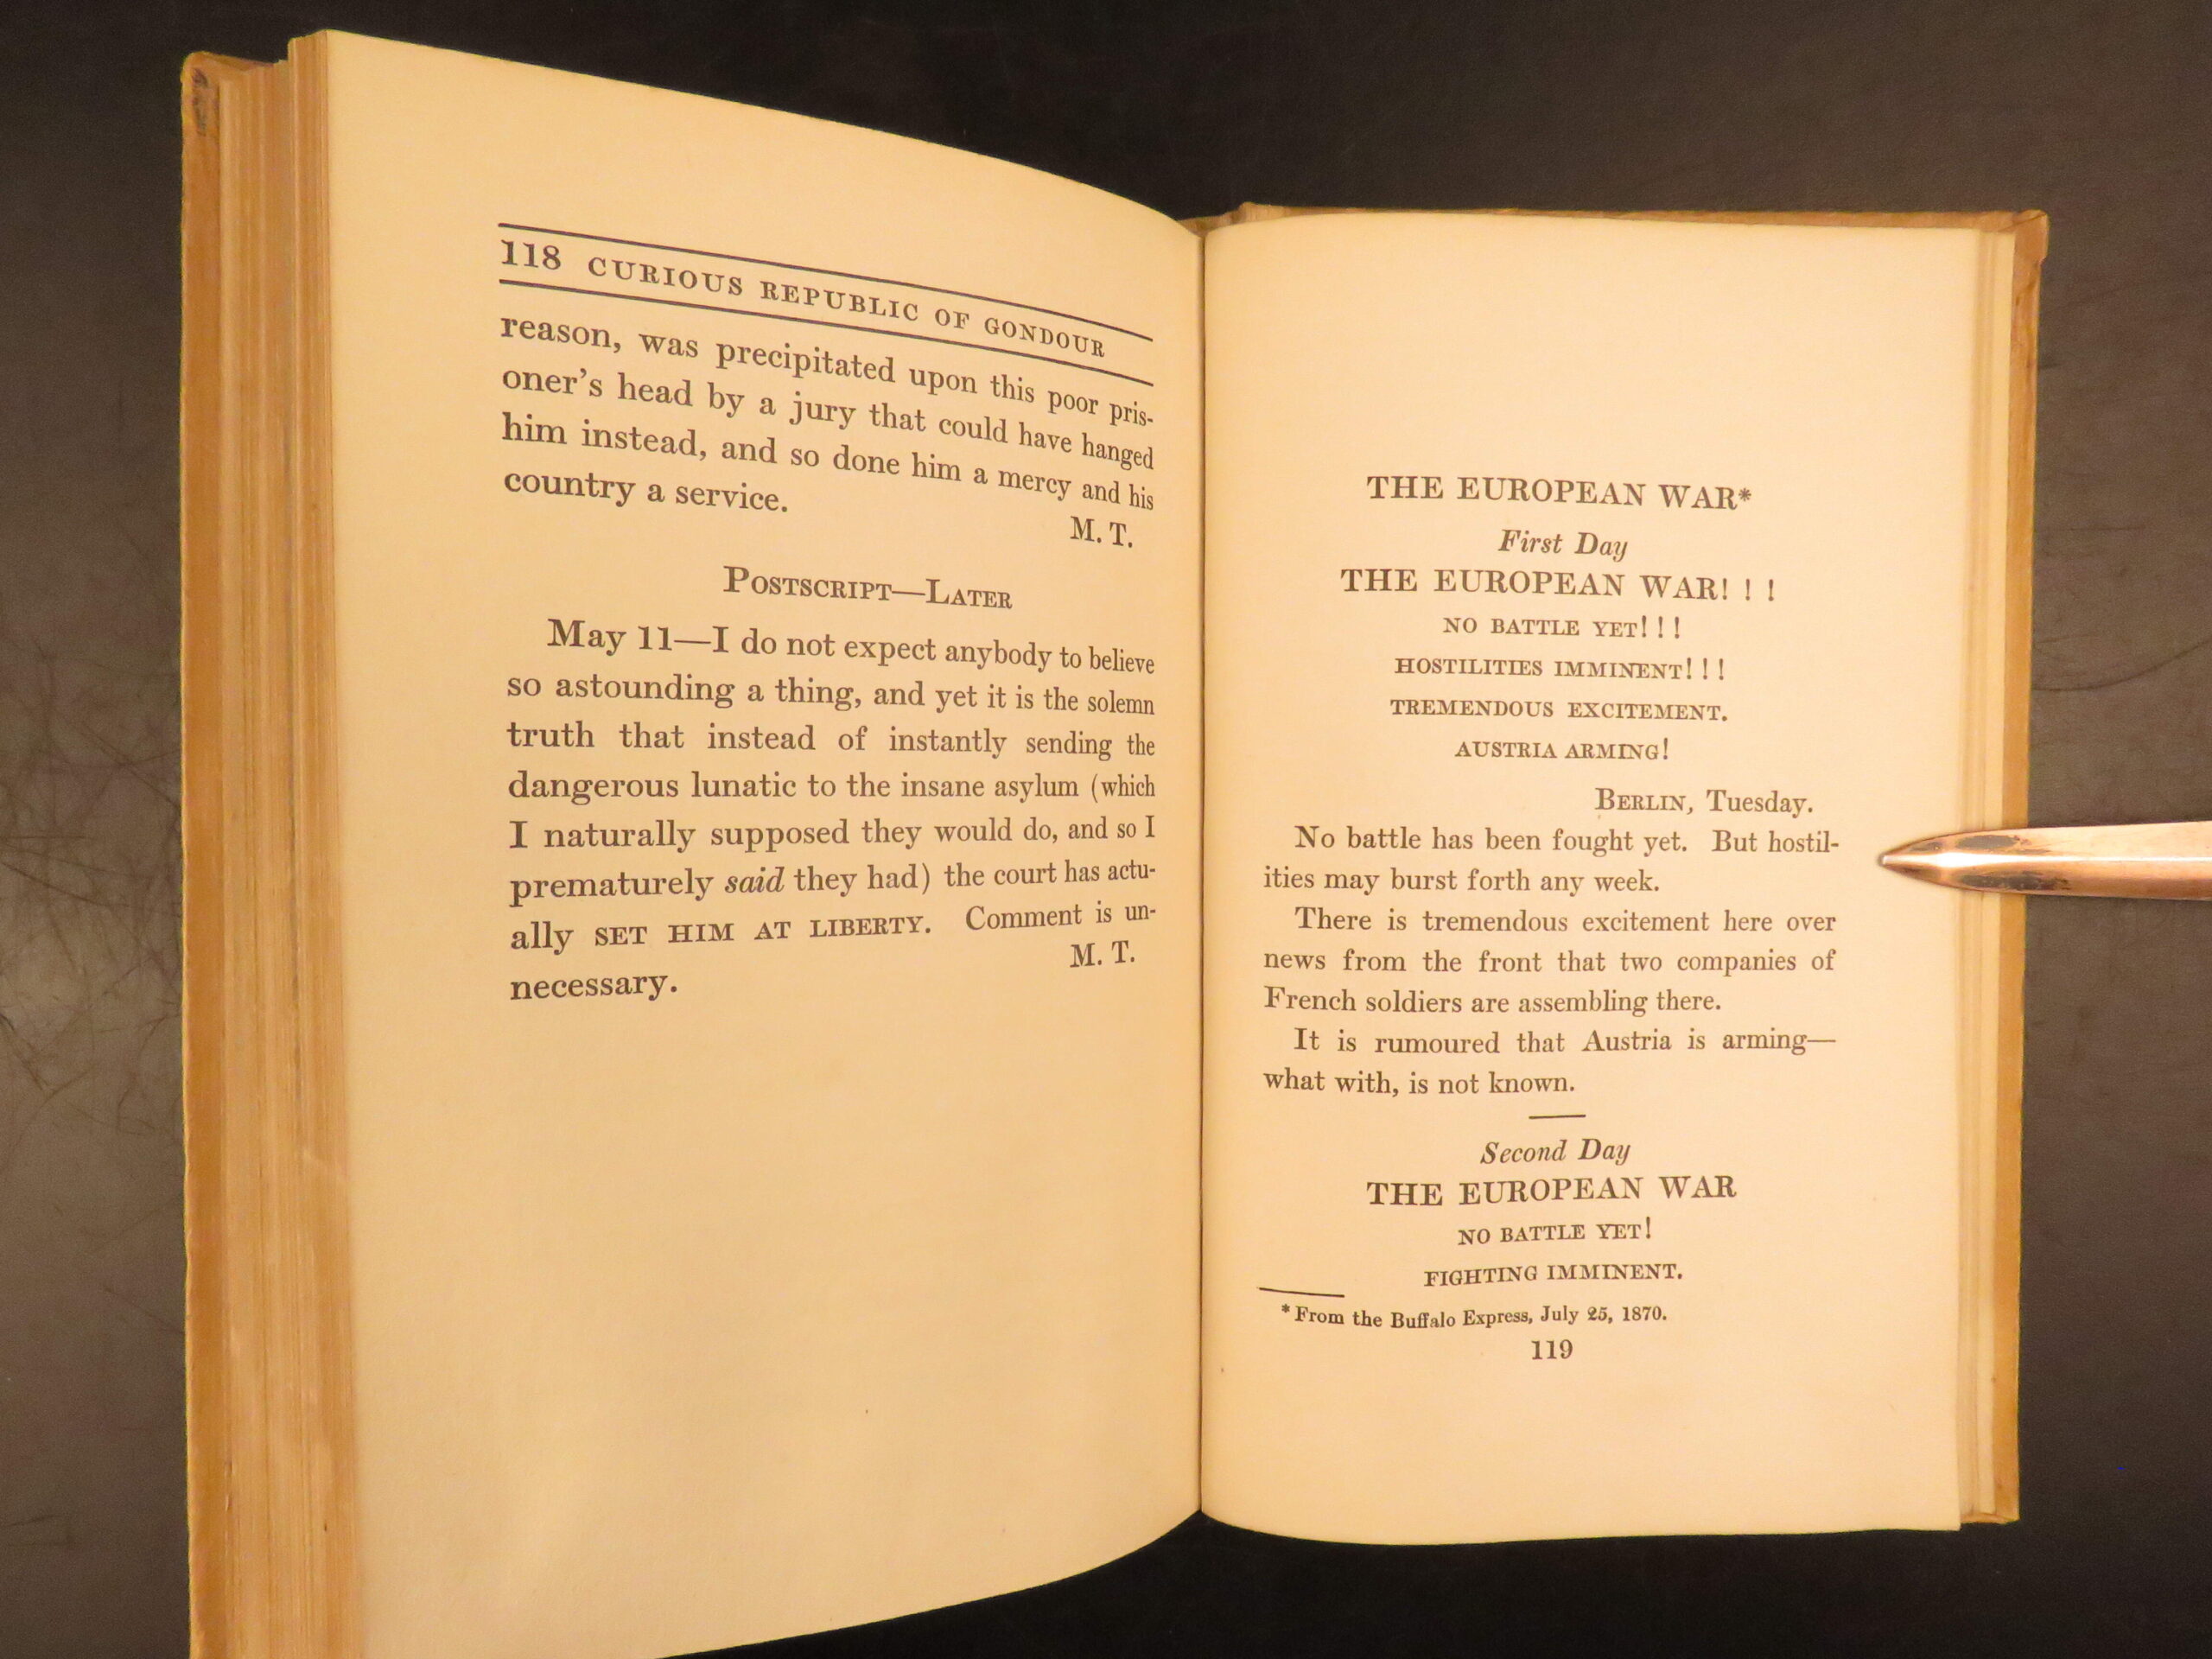 118 CURIOUS REPUBLIC OF GONDOUR
reason, was precipitated upon this poor pris-
oner's head by a jury that could have hanged
him instead, and so done him a mercy and his
country a service.
M. T.
POSTSCRIPT—LATER
May 11—I do not expect anybody to believe
so astounding a thing, and yet it is the solemn
truth that instead of instantly sending the
dangerous lunatic to the insane asylum (which
I naturally supposed they would do, and so I
prematurely said they had) the court has actu-
ally SET HIM AT LIBERTY. Comment is un-
necessary.
M. T.
THE EUROPEAN WAR*
First Day
THE EUROPEAN WAR! ! !
NO BATTLE YET! ! !
HOSTILITIES IMMINENT! ! !
TREMENDOUS EXCITEMENT.
AUSTRIA ARMING!
BERLIN, Tuesday.
No battle has been fought yet. But hostil-
ities may burst forth any week.
There is tremendous excitement here over
news from the front that two companies of
French soldiers are assembling there.
It is rumoured that Austria is arming—
what with, is not known.
Second Day
THE EUROPEAN WAR
NO BATTLE YET!
FIGHTING IMMINENT.
* From the Buffalo Express, July 25, 1870.
119